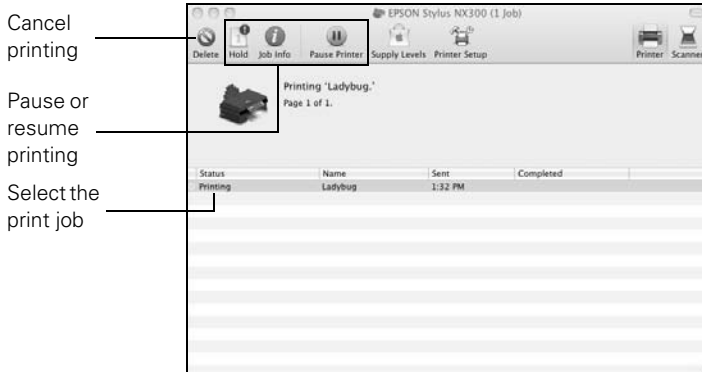 Cancel
printing
Pause or
resume
printing
Select the
print job
EPSON Stylus NX300 (1 Job)
Delete Hold Job Info Pause Printer Supply Levels Printer Setup Printer Scanner
Printing 'Ladybug.'
Page 1 of 1.
Status Name Sent Completed
Printing Ladybug 1:32 PM